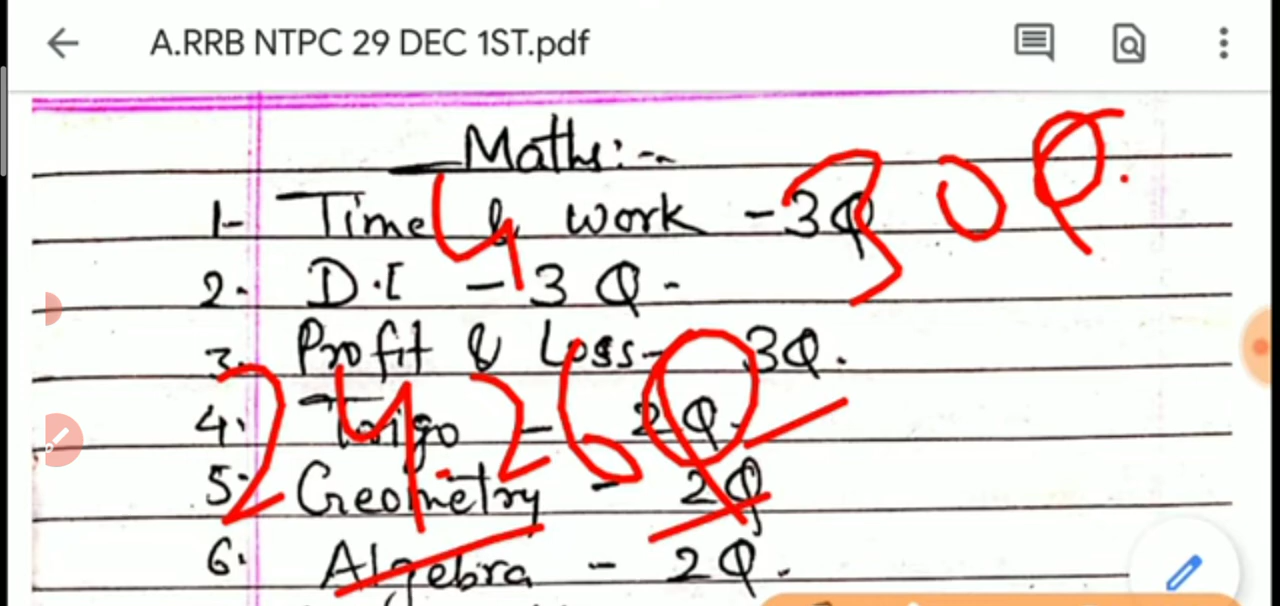 A.RRB NTPC 29 DEC 1ST.pdf
Maths:-
30Q.
1- Time & work - 3Q
4
2. D.I - 3 Q.
3. Profit & Loss - 3Q.
4. Trigo - 2Q.
24-26Q
5. Geometry - 2Q
6. Algebra - 2Q.